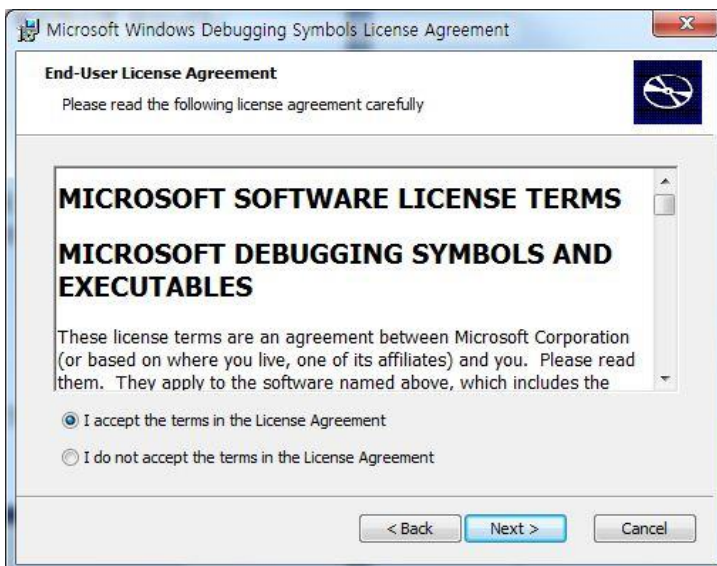 Microsoft Windows Debugging Symbols License Agreement
End-User License Agreement
Please read the following license agreement carefully
MICROSOFT SOFTWARE LICENSE TERMS
MICROSOFT DEBUGGING SYMBOLS AND
EXECUTABLES
These license terms are an agreement between Microsoft Corporation
(or based on where you live, one of its affiliates) and you. Please read
them. They apply to the software named above, which includes the
I accept the terms in the License Agreement
I do not accept the terms in the License Agreement
< Back Next > Cancel